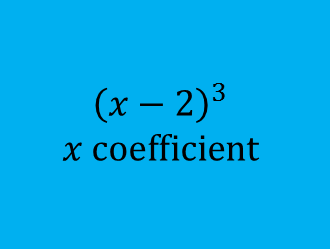 (x − 2)³
x coefficient